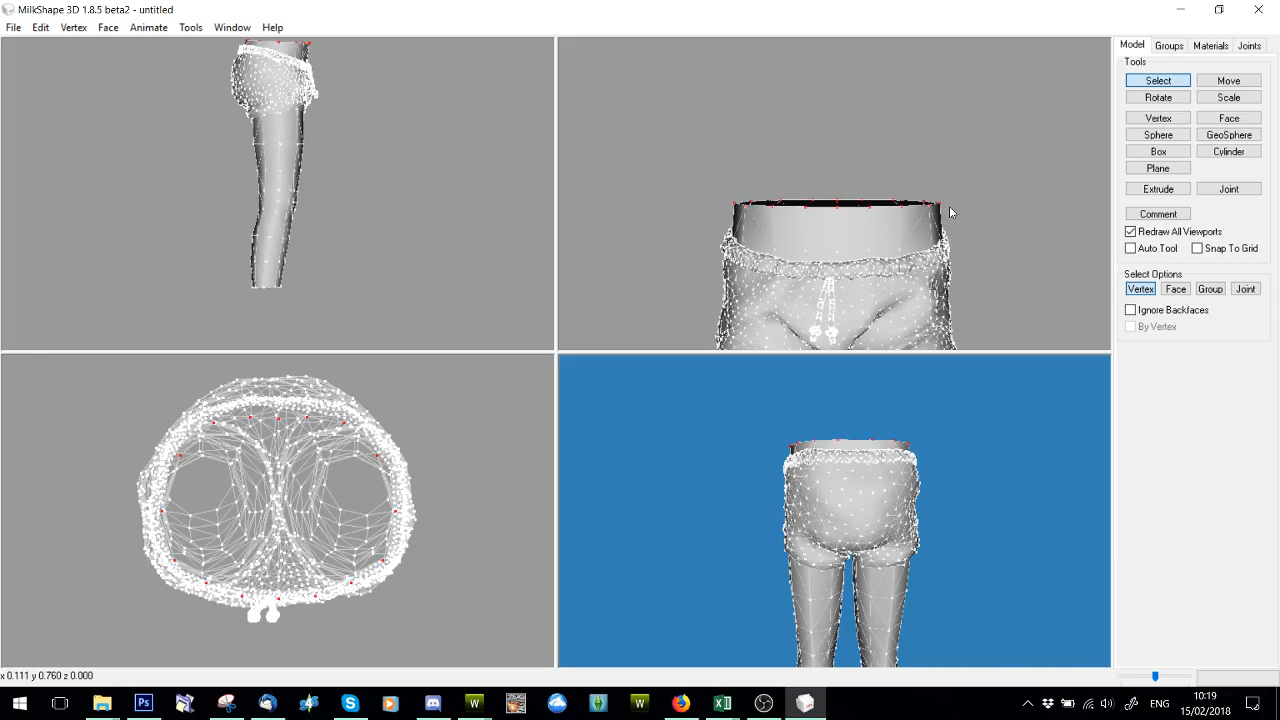 MilkShape 3D 1.8.5 beta2 - untitled
File Edit Vertex Face Animate Tools Window Help
Model Groups Materials Joints
Tools
Select Move
Rotate Scale
Vertex Face
Sphere GeoSphere
Box Cylinder
Plane
Extrude Joint
Comment
Redraw All Viewports
Auto Tool Snap To Grid
Select Options
Vertex Face Group Joint
Ignore Backfaces
By Vertex
x 0.111 y 0.760 z 0.000
Ps W W ENG 10:19
15/02/2018